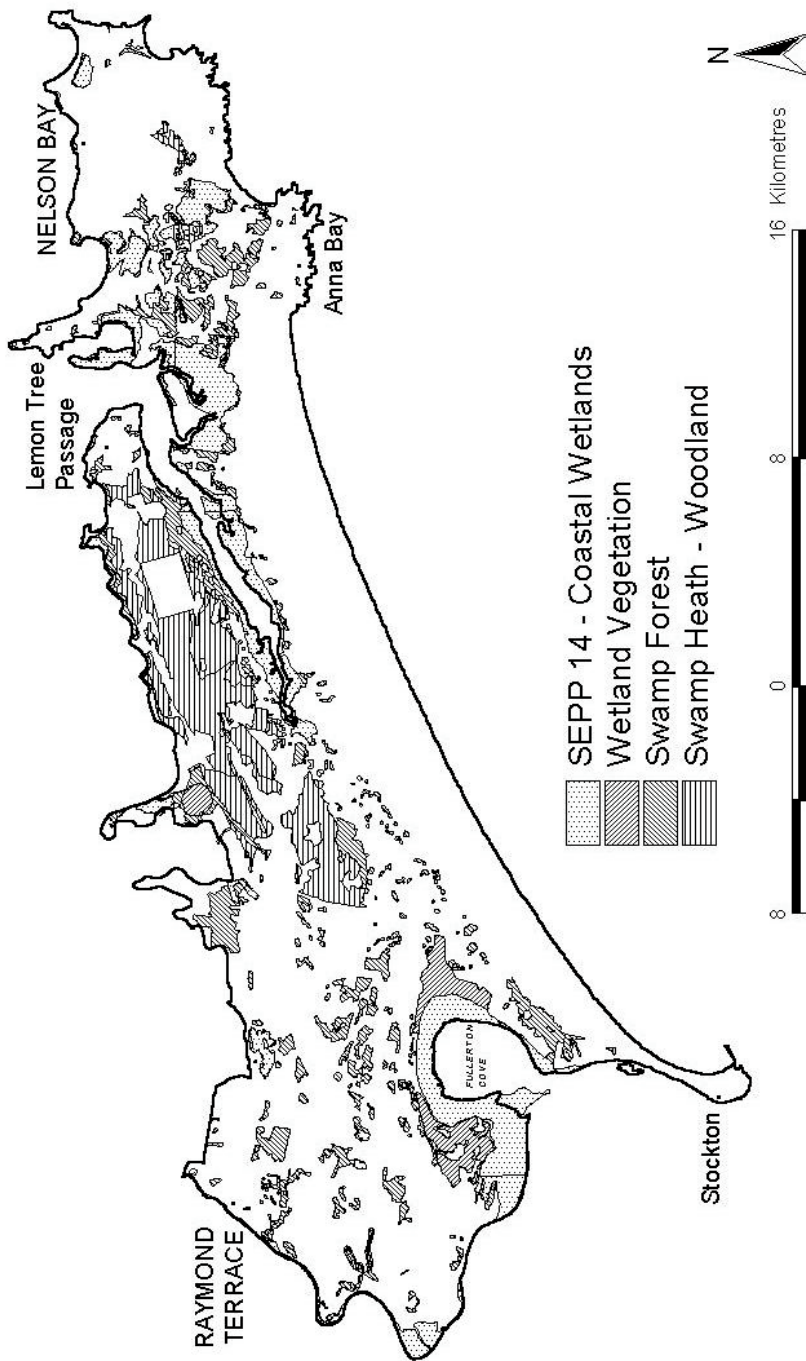 NELSON BAY
Lemon Tree
Passage
Anna Bay
RAYMOND
TERRACE
FULLERTON
COVE
Stockton
SEPP 14 - Coastal Wetlands
Wetland Vegetation
Swamp Forest
Swamp Heath - Woodland
N
8 0 8 16 Kilometres